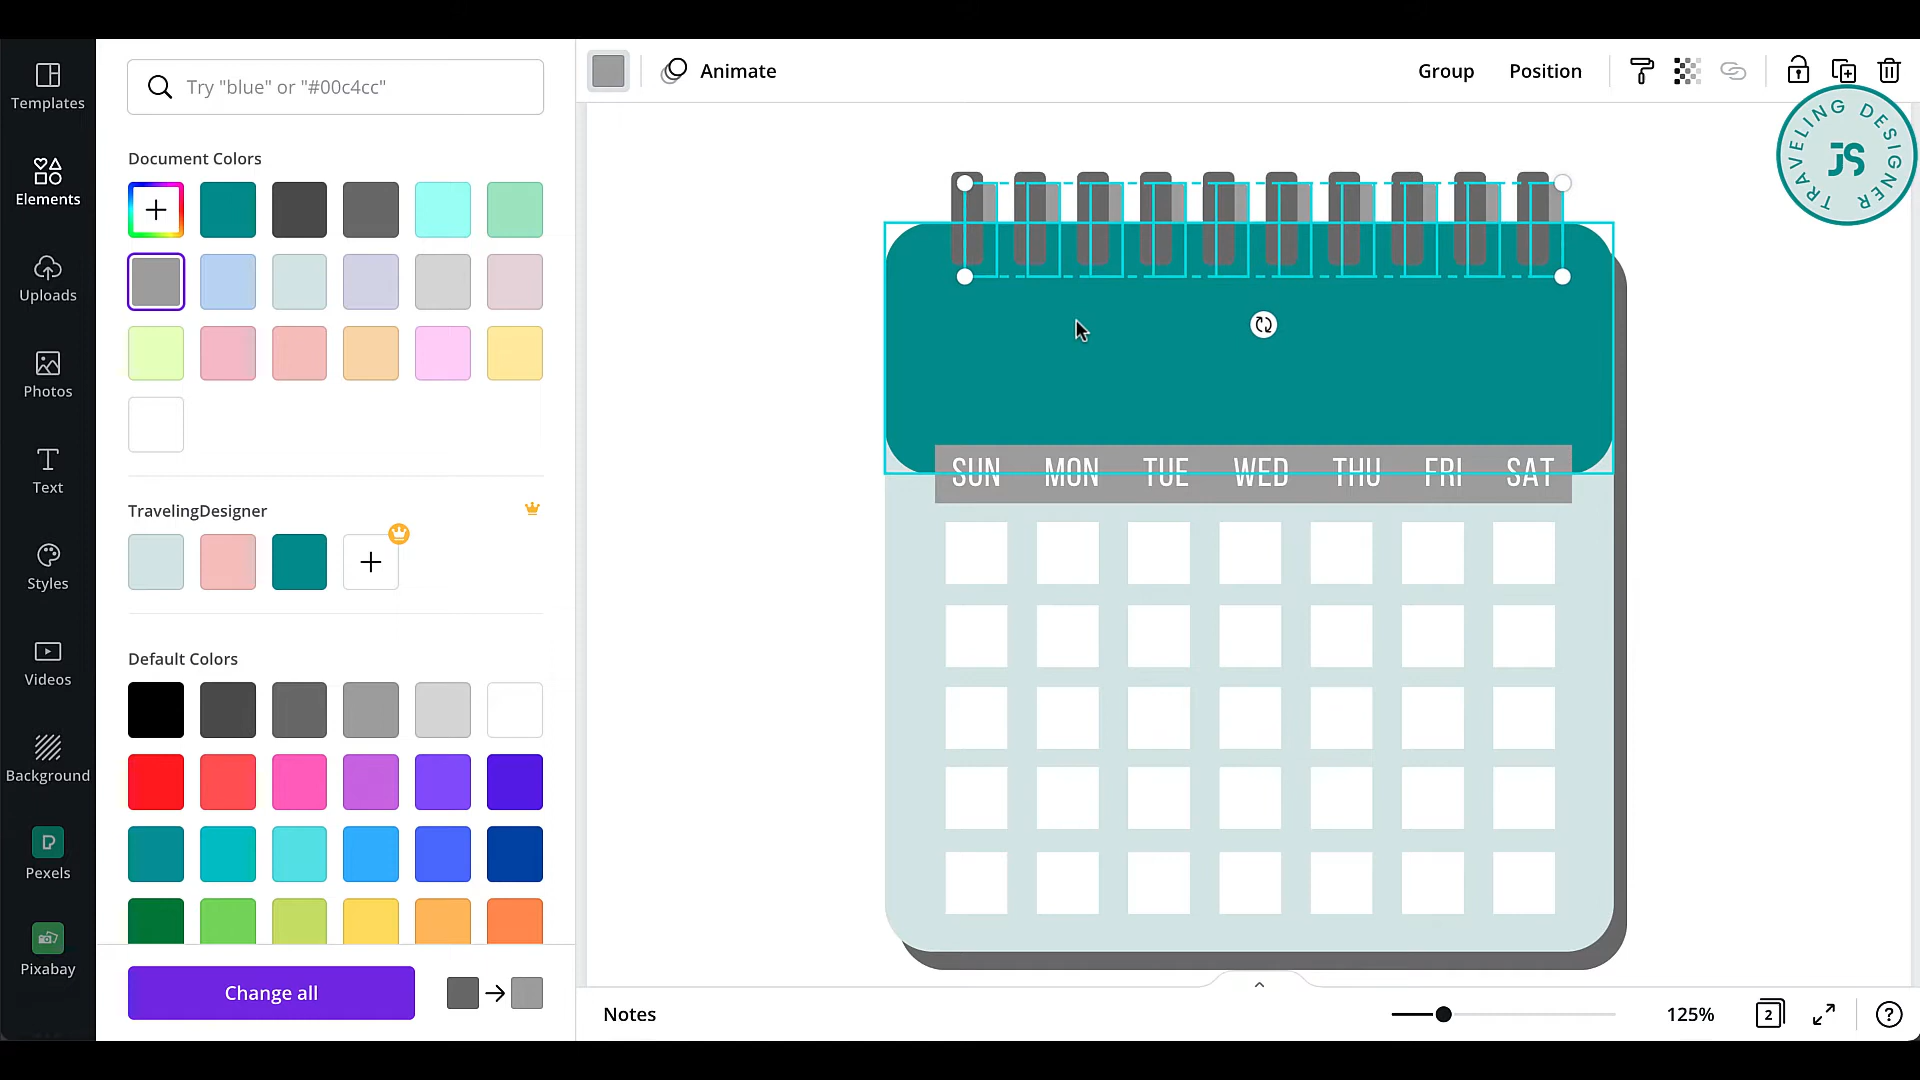 Templates
Elements
Uploads
Photos
Text
Styles
Videos
Background
Pexels
Pixabay
Try "blue" or "#00c4cc"
Document Colors
TravelingDesigner
Default Colors
Change all
Animate
Group
Position
TRAVELING DESIGNER
JS
SUN MON TUE WED THU FRI SAT
Notes
125%
2
?